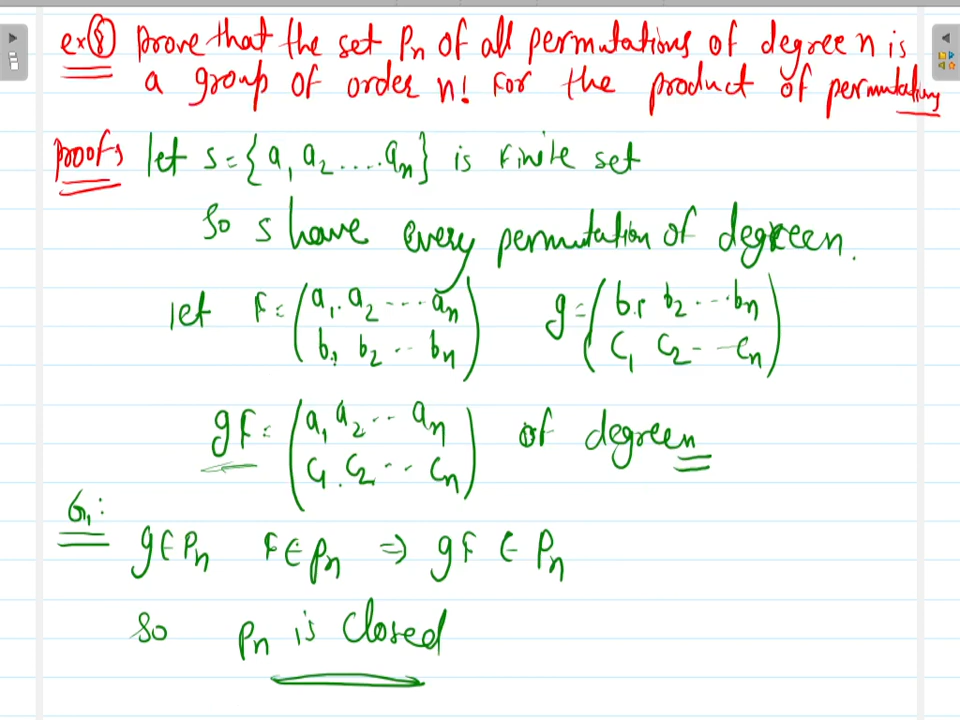 ex⑧ prove that the set Pn of all permutations of degree n is
a group of order n! For the product of permutations
proof: let s = {a1 a2 .... an} is finite set
So s have every permutation of degree n.
let F = (a1 a2 --- an
b1 b2 -- bn) g = (b1 b2 --- bn
c1 c2 - -- cn)
gF = (a1 a2 -- an
c1 c2 -- cn) of degree n
G1:
g∈Pn F∈Pn ⇒ gF ∈ Pn
So Pn is closed